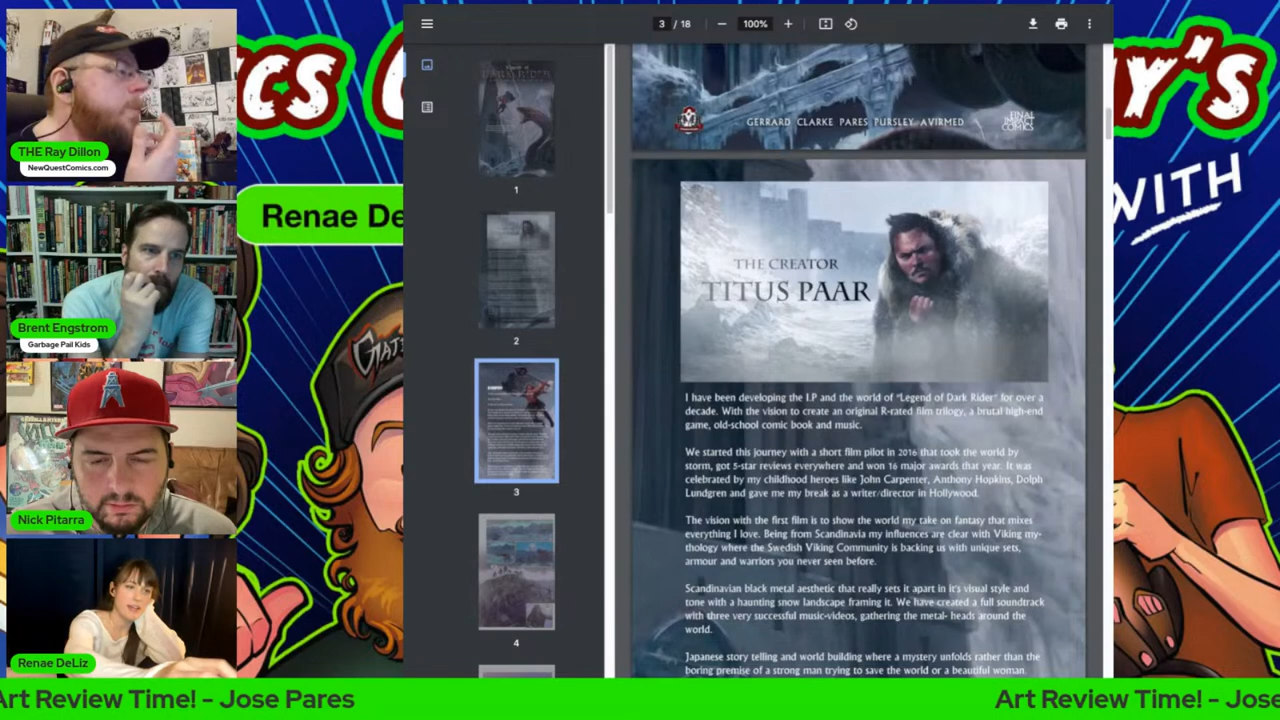 THE Ray Dillon
NewQuestComics.com
Brent Engstrom
Garbage Pail Kids
Nick Pitarra
Renae DeLiz
CS
Y'S
WITH
Renae De
GAT
3 / 18
100%
1
2
3
4
GERRARD CLARKE PARES PURSLEY AVIRMED
FINAL IMPACT COMICS
THE CREATOR
TITUS PAAR
I have been developing the I.P and the world of "Legend of Dark Rider" for over a
decade. With the vision to create an original R-rated film trilogy, a brutal high-end
game, old-school comic book and music.
We started this journey with a short film pilot in 2016 that took the world by
storm, got 5-star reviews everywhere and won 16 major awards that year. It was
celebrated by my childhood heroes like John Carpenter, Anthony Hopkins, Dolph
Lundgren and gave me my break as a writer/director in Hollywood.
The vision with the first film is to show the world my take on fantasy that mixes
everything I love. Being from Scandinavia my influences are clear with Viking my-
thology where the Swedish Viking Community is backing us with unique sets,
armour and warriors you never seen before.
Scandinavian black metal aesthetic that really sets it apart in it's visual style and
tone with a haunting snow landscape framing it. We have created a full soundtrack
with three very successful music-videos, gathering the metal- heads around the
world.
Japanese story telling and world building where a mystery unfolds rather than the
boring premise of a strong man trying to save the world or a beautiful woman.
Art Review Time! - Jose Pares
Art Review Time! - Jose